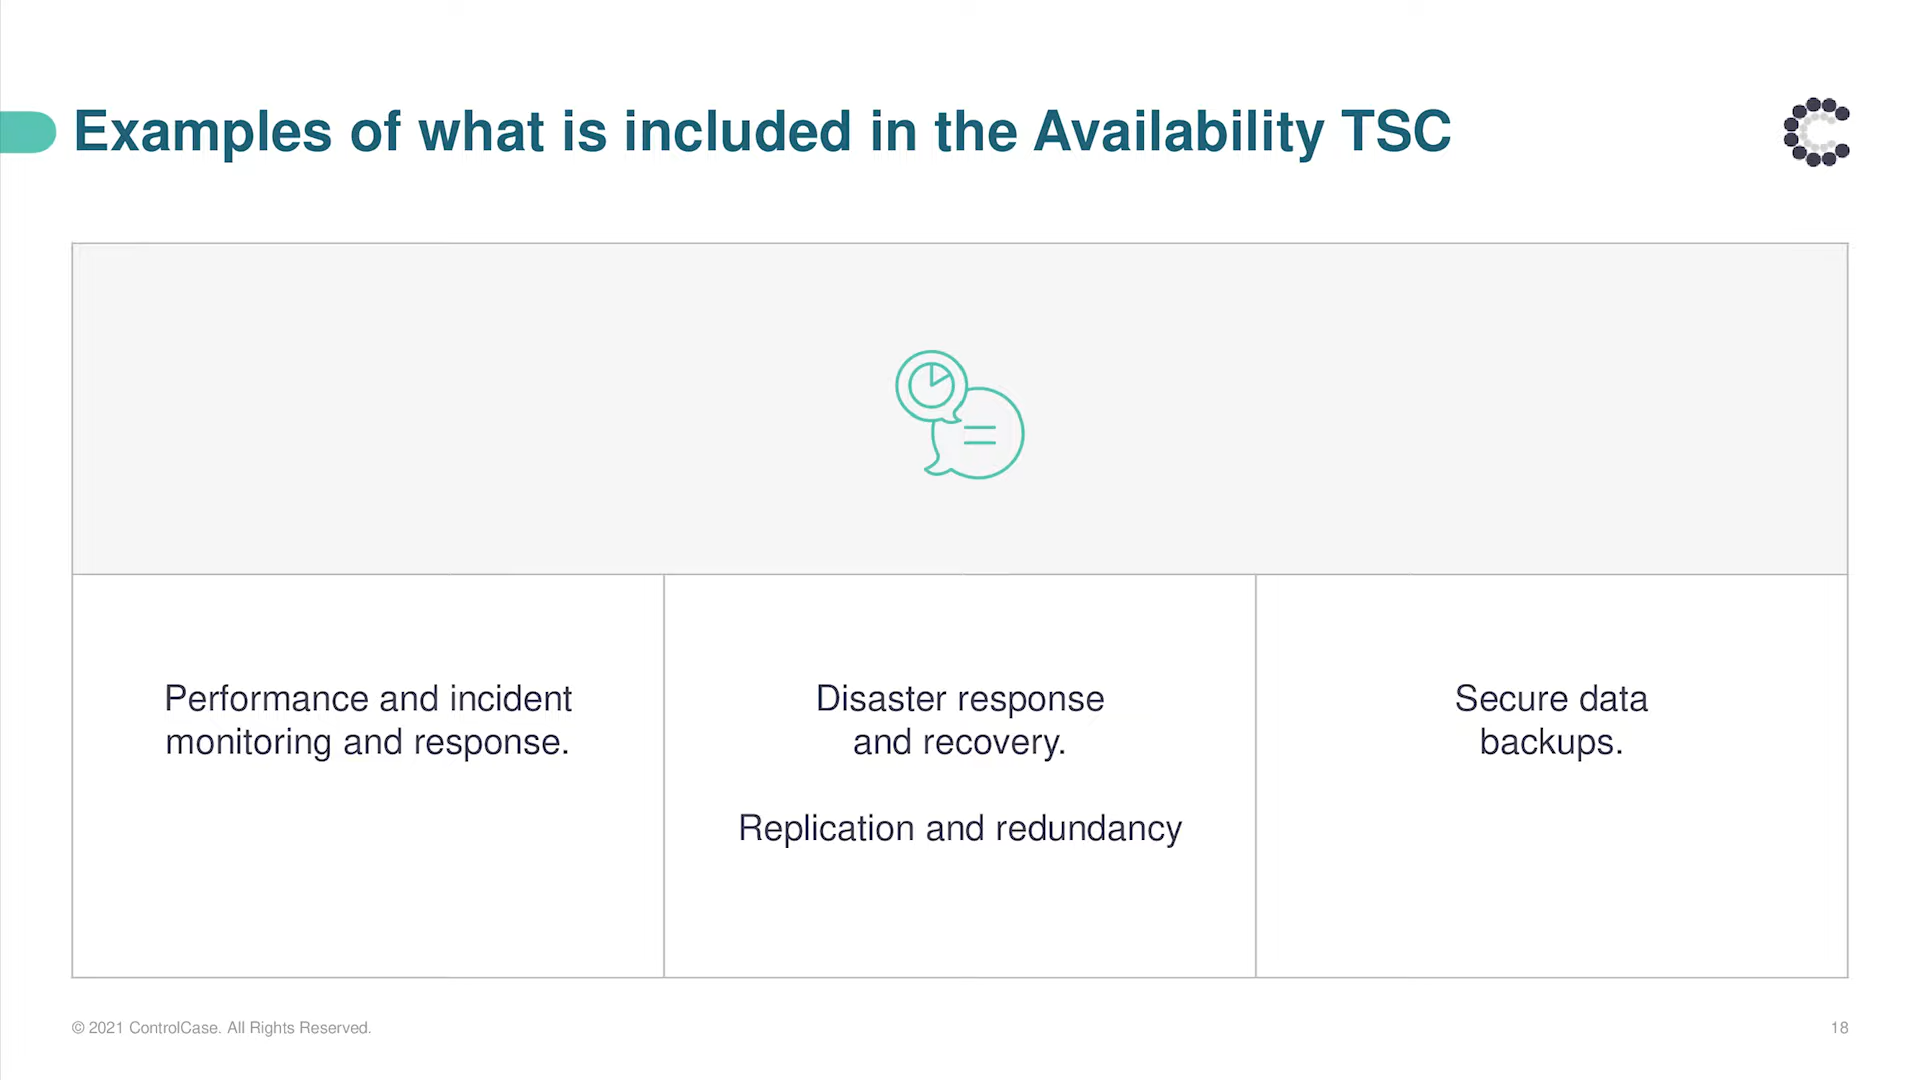 Examples of what is included in the Availability TSC
Performance and incident
monitoring and response.
Disaster response
and recovery.
Replication and redundancy
Secure data
backups.
© 2021 ControlCase. All Rights Reserved.
18